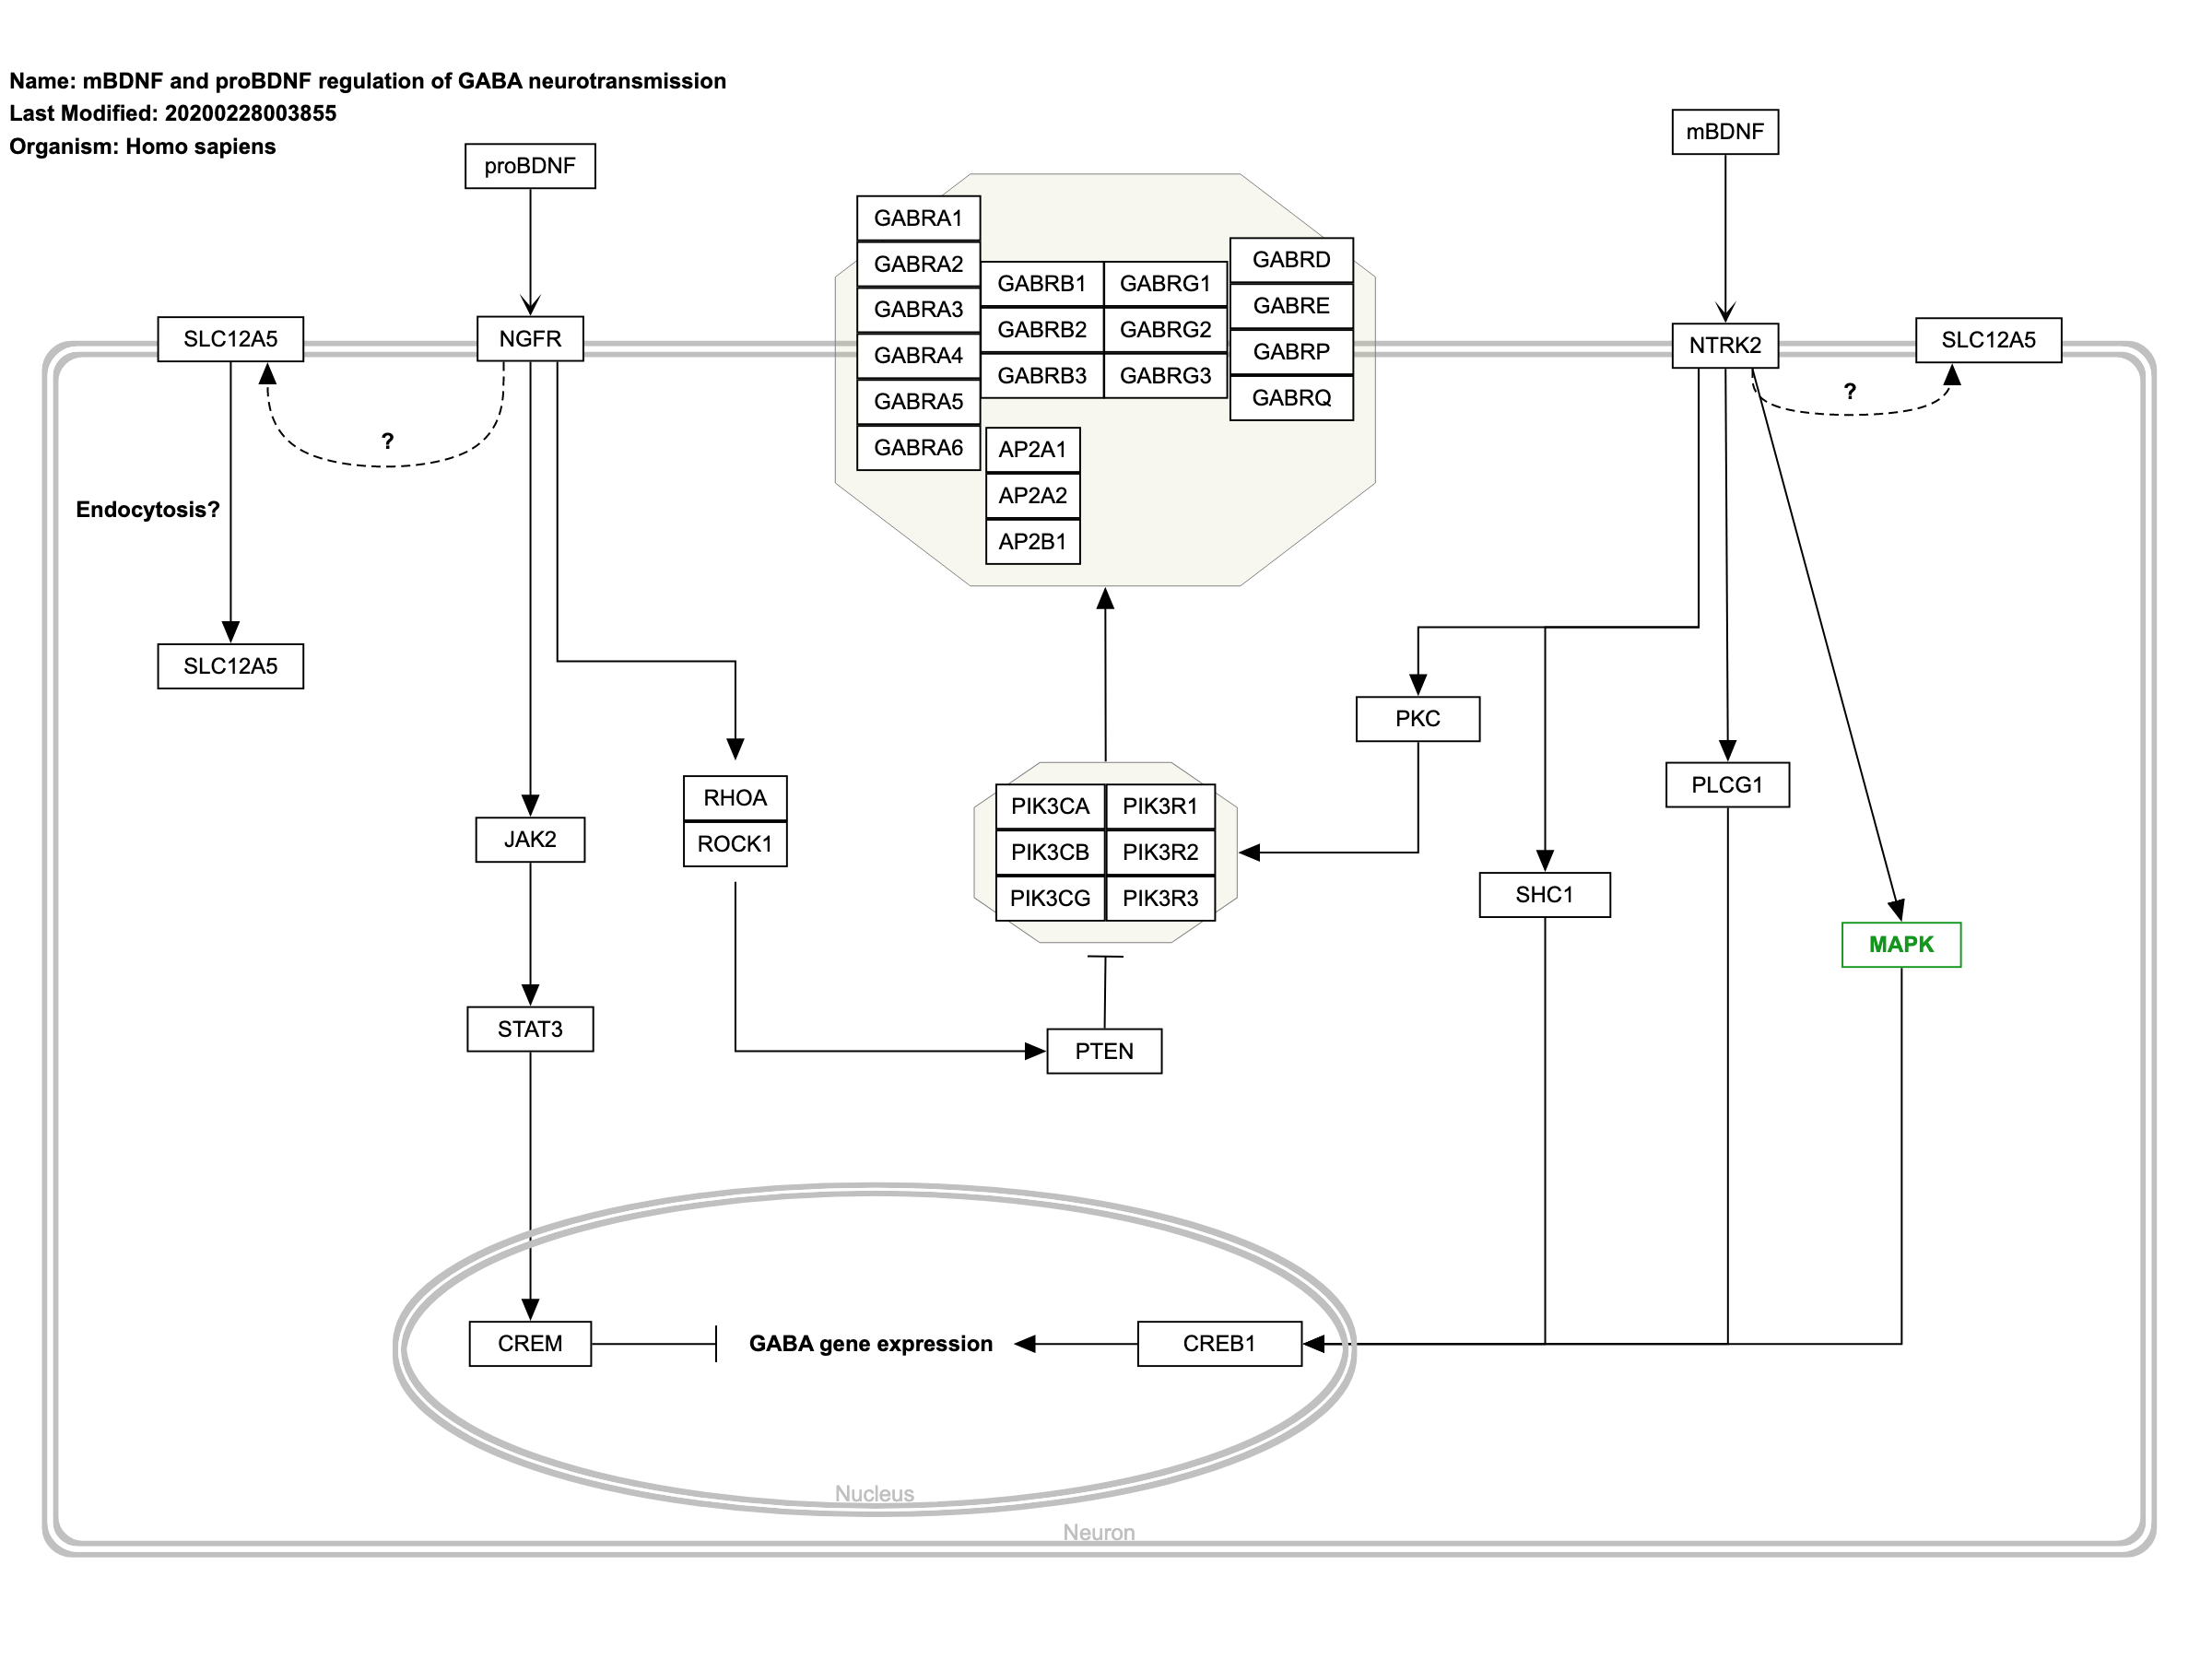 Name: mBDNF and proBDNF regulation of GABA neurotransmission
Last Modified: 20200228003855
Organism: Homo sapiens
mBDNF
proBDNF
GABRA1
GABRA2
GABRA3
GABRA4
GABRA5
GABRA6
GABRB1
GABRB2
GABRB3
GABRG1
GABRG2
GABRG3
GABRD
GABRE
GABRP
GABRQ
AP2A1
AP2A2
AP2B1
SLC12A5
NGFR
NTRK2
SLC12A5
?
?
Endocytosis?
SLC12A5
PKC
PLCG1
RHOA
ROCK1
JAK2
PIK3CA
PIK3CB
PIK3CG
PIK3R1
PIK3R2
PIK3R3
SHC1
MAPK
STAT3
PTEN
CREM
GABA gene expression
CREB1
Nucleus
Neuron